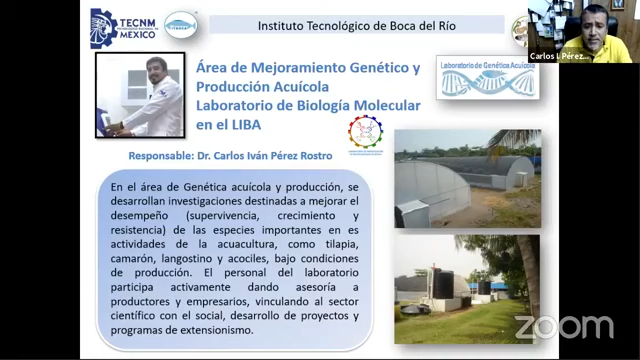 TECNM
MÉXICO
Instituto Tecnológico de Boca del Río
Carlos I Pérez...
Área de Mejoramiento Genético y
Producción Acuícola
Laboratorio de Biología Molecular
en el LIBA
Laboratorio de Genética Acuícola
Responsable: Dr. Carlos Iván Pérez Rostro
En el área de Genética acuícola y producción, se
desarrollan investigaciones destinadas a mejorar el
desempeño (supervivencia, crecimiento y
resistencia) de las especies importantes en es
actividades de la acuacultura, como tilapia,
camarón, langostino y acociles, bajo condiciones
de producción. El personal del laboratorio
participa activamente dando asesoría a
productores y empresarios, vinculando al sector
científico con el social, desarrollo de proyectos y
programas de extensionismo.
zoom